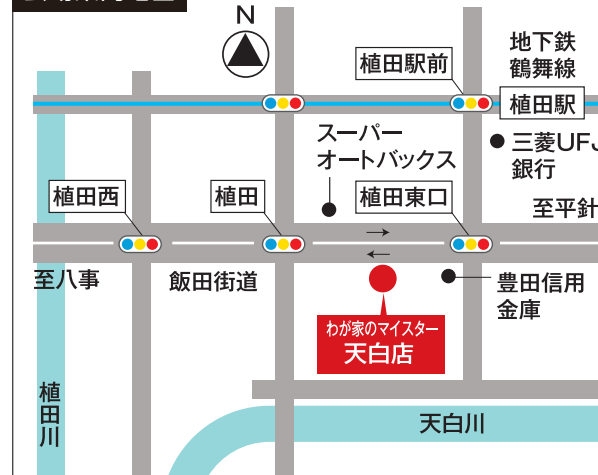 N
地下鉄
鶴舞線
植田駅前
植田駅
スーパー
オートバックス
三菱UFJ
銀行
植田西
植田
植田東口
至平針
至八事
飯田街道
豊田信用
金庫
わが家のマイスター
天白店
植田川
天白川